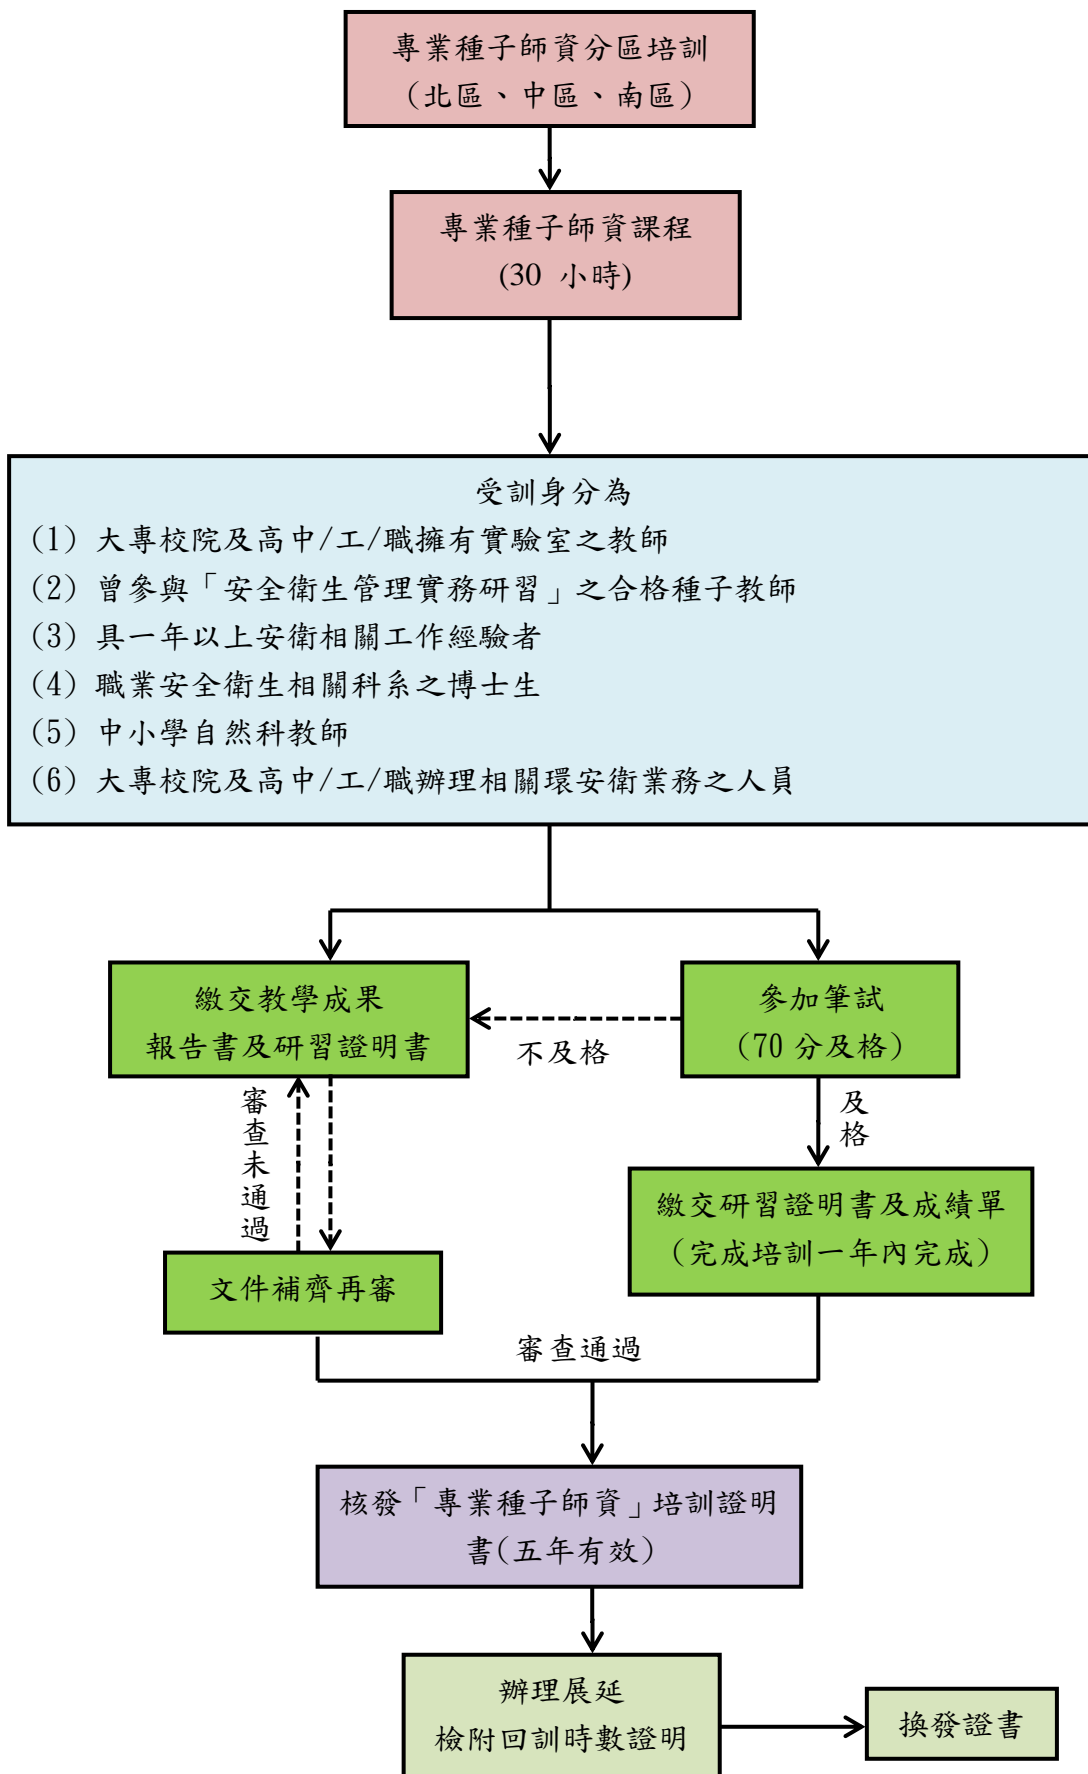 專業種子師資分區培訓
（北區、中區、南區）
專業種子師資課程
(30 小時)
受訓身分為
(1) 大專校院及高中/工/職擁有實驗室之教師
(2) 曾參與「安全衛生管理實務研習」之合格種子教師
(3) 具一年以上安衛相關工作經驗者
(4) 職業安全衛生相關科系之博士生
(5) 中小學自然科教師
(6) 大專校院及高中/工/職辦理相關環安衛業務之人員
繳交教學成果
報告書及研習證明書
參加筆試
（70 分及格）
不及格
審查未通過
及格
繳交研習證明書及成績單
（完成培訓一年內完成）
文件補齊再審
審查通過
核發「專業種子師資」培訓證明
書(五年有效)
辦理展延
檢附回訓時數證明
換發證書